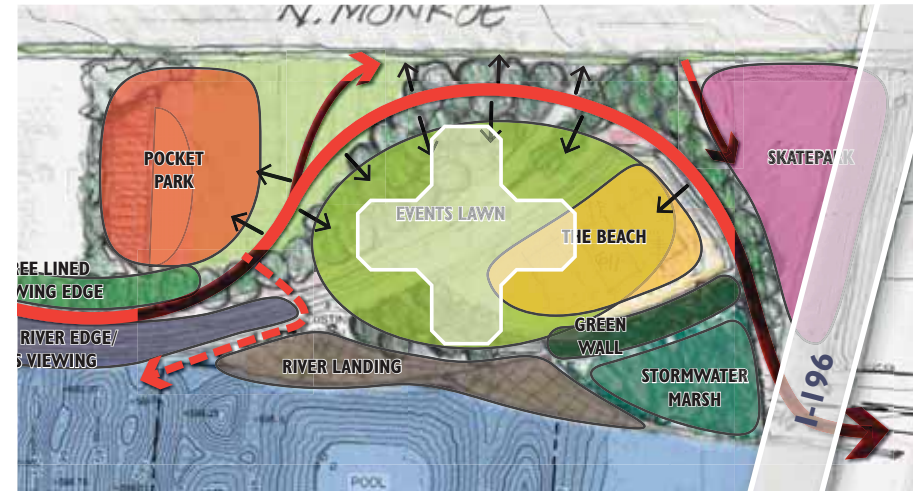 N. MONROE
POCKET
PARK
SKATEPARK
EVENTS LAWN
THE BEACH
REE LINED
WING EDGE
RIVER EDGE/
S VIEWING
GREEN
WALL
RIVER LANDING
STORMWATER
MARSH
I-196
POOL